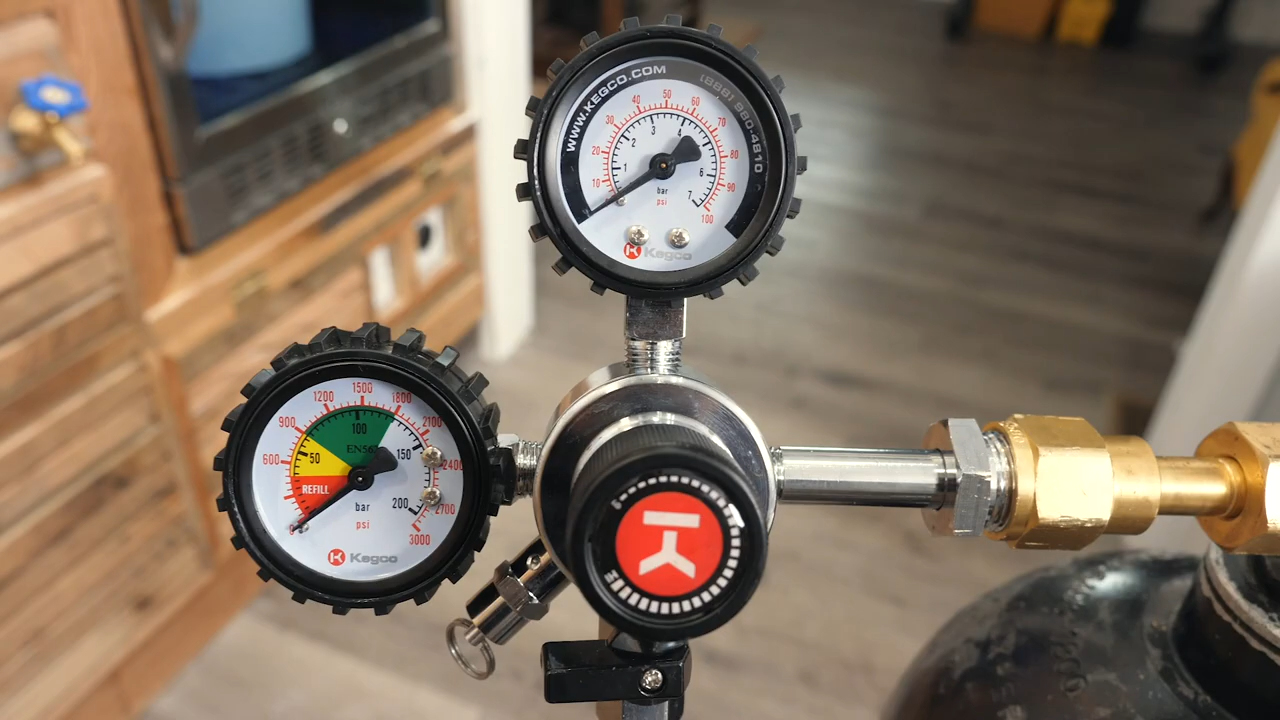 WWW.KEGCO.COM
(888) 980-4810
10 20 30 40 50 60 70 80 90 100
1 2 3 4 6 7
bar
psi
Kegco
600 900 1200 1500 1800 2100 2400 2700 3000
50 100 150 200
REFILL
bar
psi
Kegco